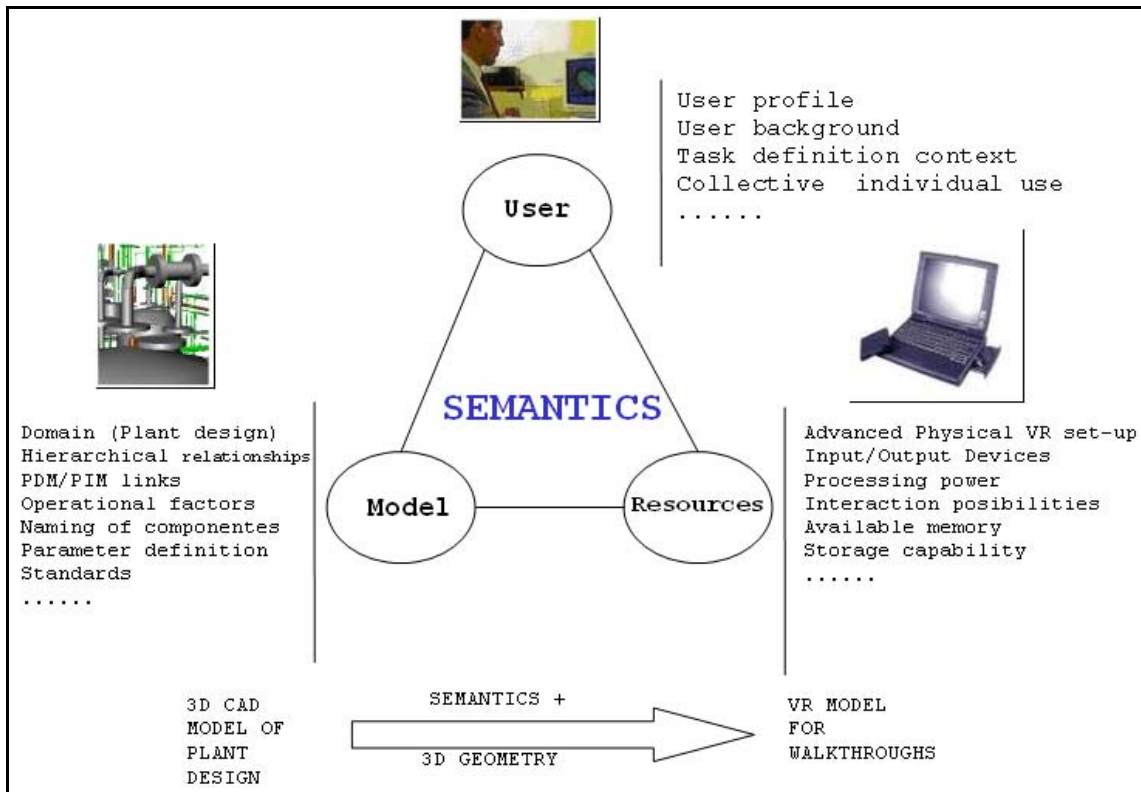 User profile
User background
Task definition context
Collective individual use
......
User
SEMANTICS
Domain (Plant design)
Hierarchical relationships
PDM/PIM links
Operational factors
Naming of componentes
Parameter definition
Standards
......
Model
Resources
Advanced Physical VR set-up
Input/Output Devices
Processing power
Interaction posibilities
Available memory
Storage capability
......
3D CAD
MODEL OF
PLANT
DESIGN
SEMANTICS +
3D GEOMETRY
VR MODEL
FOR
WALKTHROUGHS